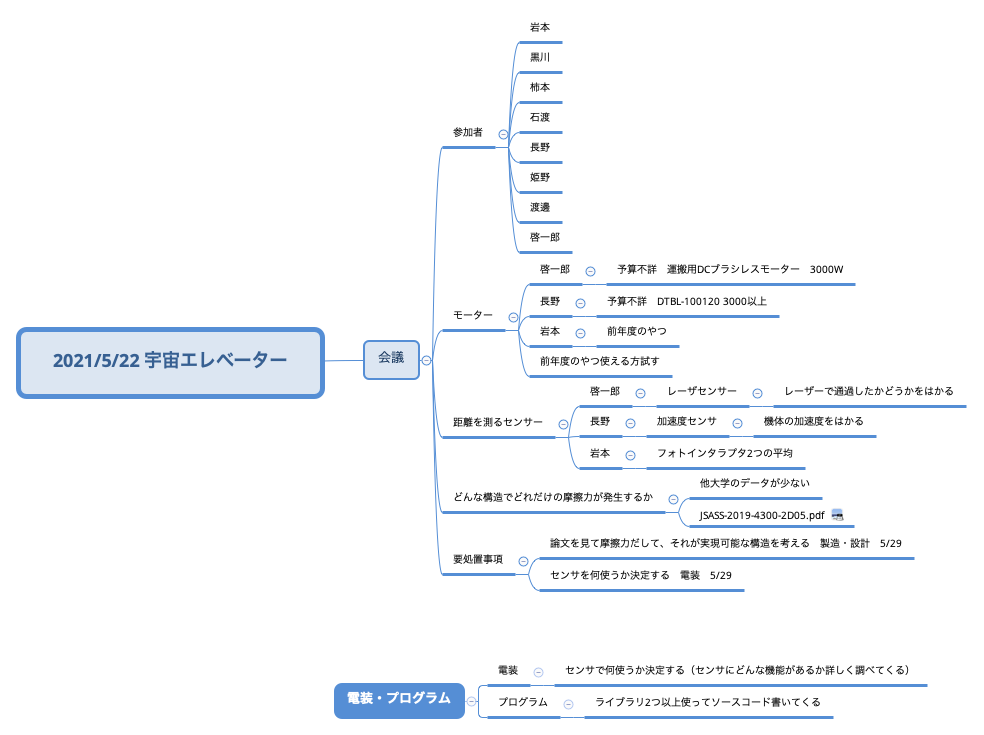 2021/5/22 宇宙エレベーター
会議
参加者
岩本
黒川
柿本
石渡
長野
姫野
渡邊
啓一郎
モーター
啓一郎
予算不詳　運搬用DCブラシレスモーター　3000W
長野
予算不詳　DTBL-100120 3000以上
岩本
前年度のやつ
前年度のやつ使える方試す
距離を測るセンサー
啓一郎
レーザセンサー
レーザーで通過したかどうかをはかる
長野
加速度センサ
機体の加速度をはかる
岩本
フォトインタラプタ2つの平均
どんな構造でどれだけの摩擦力が発生するか
他大学のデータが少ない
JSASS-2019-4300-2D05.pdf
要処置事項
論文を見て摩擦力だして、それが実現可能な構造を考える　製造・設計　5/29
センサを何使うか決定する　電装　5/29
電装・プログラム
電装
センサで何使うか決定する（センサにどんな機能があるか詳しく調べてくる）
プログラム
ライブラリ2つ以上使ってソースコード書いてくる